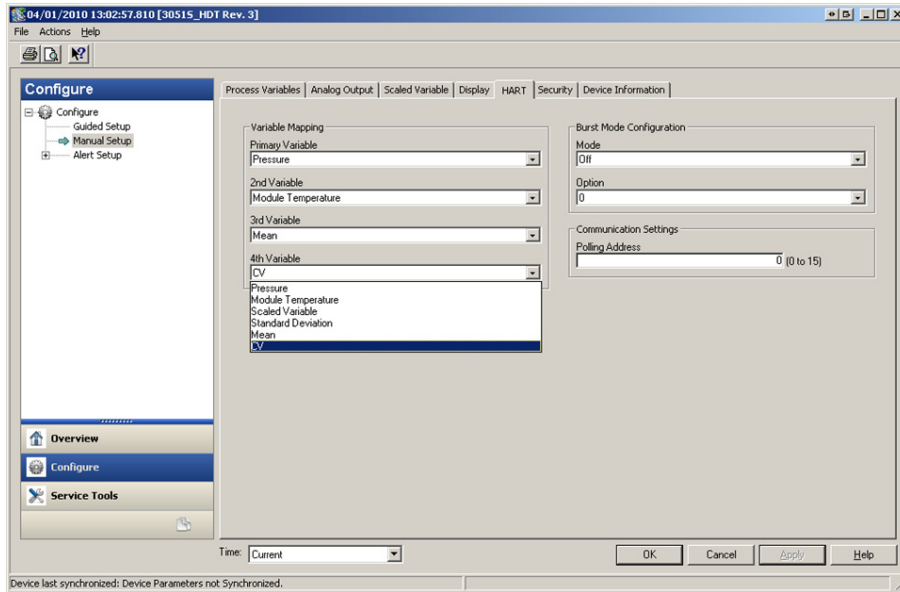 04/01/2010 13:02:57.810 [3051S_HDT Rev. 3]
File Actions Help
Configure
Configure
Guided Setup
Manual Setup
Alert Setup
Overview
Configure
Service Tools
Process Variables Analog Output Scaled Variable Display HART Security Device Information
Variable Mapping
Primary Variable
Pressure
2nd Variable
Module Temperature
3rd Variable
Mean
4th Variable
CV
Pressure
Module Temperature
Scaled Variable
Standard Deviation
Mean
CV
Burst Mode Configuration
Mode
Off
Option
0
Communication Settings
Polling Address
0 (0 to 15)
Time: Current
OK Cancel Apply Help
Device last synchronized: Device Parameters not Synchronized.